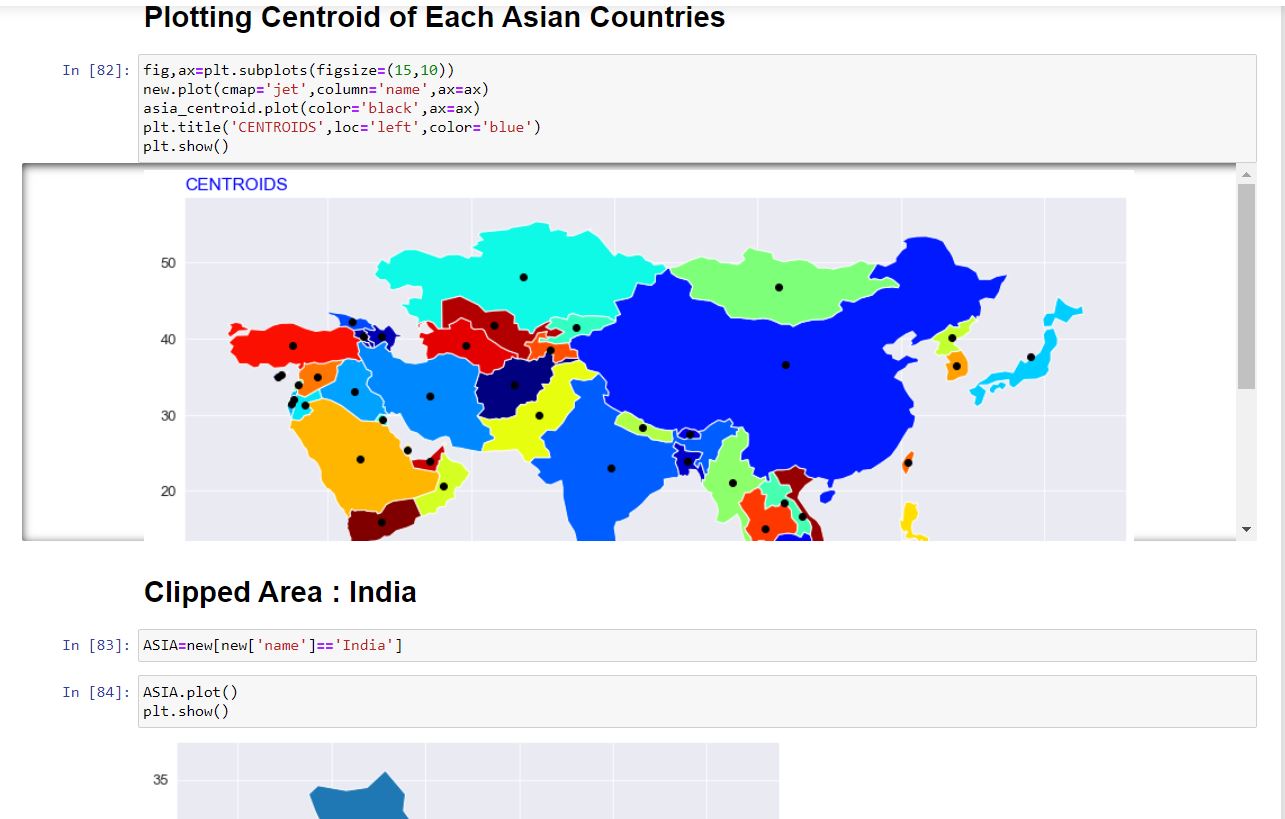 Plotting Centroid of Each Asian Countries
In [82]:
fig,ax=plt.subplots(figsize=(15,10))
new.plot(cmap='jet',column='name',ax=ax)
asia_centroid.plot(color='black',ax=ax)
plt.title('CENTROIDS',loc='left',color='blue')
plt.show()
CENTROIDS
50
40
30
20
Clipped Area : India
In [83]:
ASIA=new[new['name']=='India']
In [84]:
ASIA.plot()
plt.show()
35